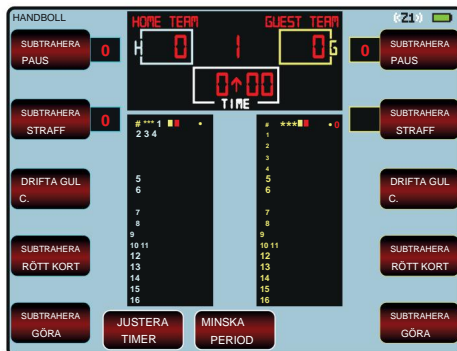 HANDBOLL
HOME TEAM
GUEST TEAM
((Z1))
SUBTRAHERA
PAUS
0
H
0
1
0
G
0
SUBTRAHERA
PAUS
0↑00
TIME
SUBTRAHERA
STRAFF
0
SUBTRAHERA
STRAFF
# *** 1 •
2 3 4
5
6
7
8
9
10 11
12
13
14
15
16
# *** • 0
1
2
3
4
5
6
7
8
9
10 11
12
13
14
15
16
DRIFTA GUL
C.
DRIFTA GUL
C.
SUBTRAHERA
RÖTT KORT
SUBTRAHERA
RÖTT KORT
SUBTRAHERA
GÖRA
JUSTERA
TIMER
MINSKA
PERIOD
SUBTRAHERA
GÖRA